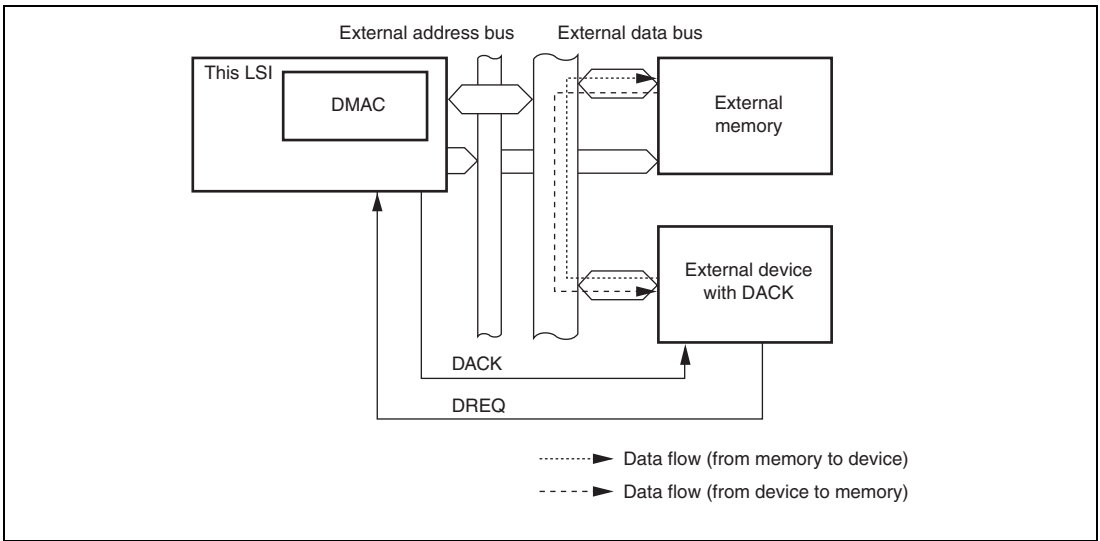 External address bus
External data bus
This LSI
DMAC
External
memory
External device
with DACK
DACK
DREQ
Data flow (from memory to device)
Data flow (from device to memory)